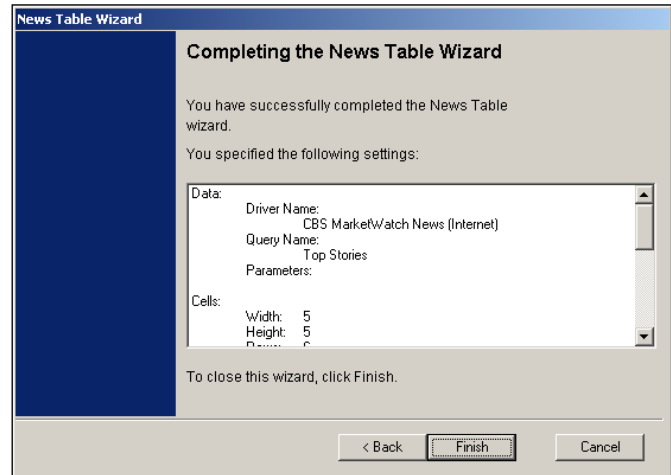 News Table Wizard
Completing the News Table Wizard
You have successfully completed the News Table
wizard.
You specified the following settings:
Data:
Driver Name:
CBS MarketWatch News (Internet)
Query Name:
Top Stories
Parameters:
Cells:
Width: 5
Height: 5
To close this wizard, click Finish.
< Back Finish Cancel